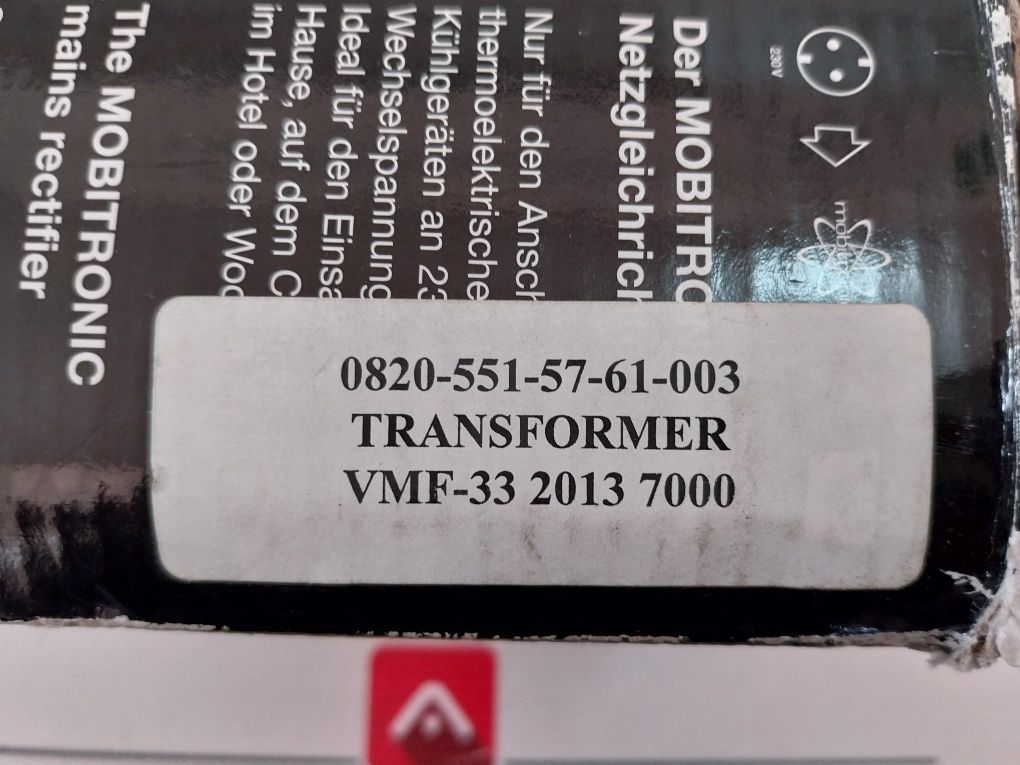 0820-551-57-61-003
TRANSFORMER
VMF-33 2013 7000
230V
Der MOBITRO
Netzgleichrich
Nur für den Ansch
thermoelektrische
Kühlgeräten an 23
Wechselspannung
Ideal für den Einsa
Hause, auf dem C
im Hotel oder Woc
The MOBITRONIC
mains rectifier